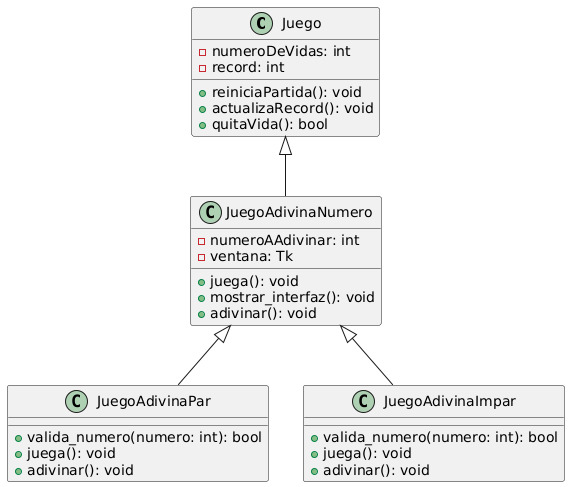 C Juego
numeroDeVidas: int
record: int
reiniciaPartida(): void
actualizaRecord(): void
quitaVida(): bool
C JuegoAdivinaNumero
numeroAAdivinar: int
ventana: Tk
juega(): void
mostrar_interfaz(): void
adivinar(): void
C JuegoAdivinaPar
valida_numero(numero: int): bool
juega(): void
adivinar(): void
C JuegoAdivinaImpar
valida_numero(numero: int): bool
juega(): void
adivinar(): void